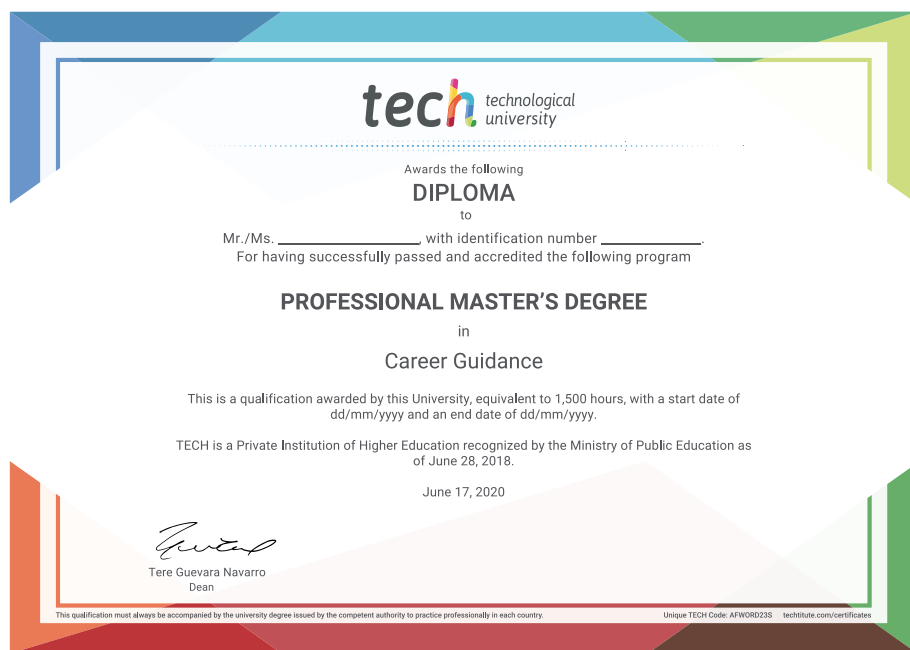 tech technological
university
Awards the following
DIPLOMA
to
Mr./Ms. ________________, with identification number ____________.
For having successfully passed and accredited the following program
PROFESSIONAL MASTER'S DEGREE
in
Career Guidance
This is a qualification awarded by this University, equivalent to 1,500 hours, with a start date of
dd/mm/yyyy and an end date of dd/mm/yyyy.
TECH is a Private Institution of Higher Education recognized by the Ministry of Public Education as
of June 28, 2018.
June 17, 2020
Tere Guevara Navarro
Dean
This qualification must always be accompanied by the university degree issued by the competent authority to practice professionally in each country. Unique TECH Code: AFWORD23S techtitute.com/certificates